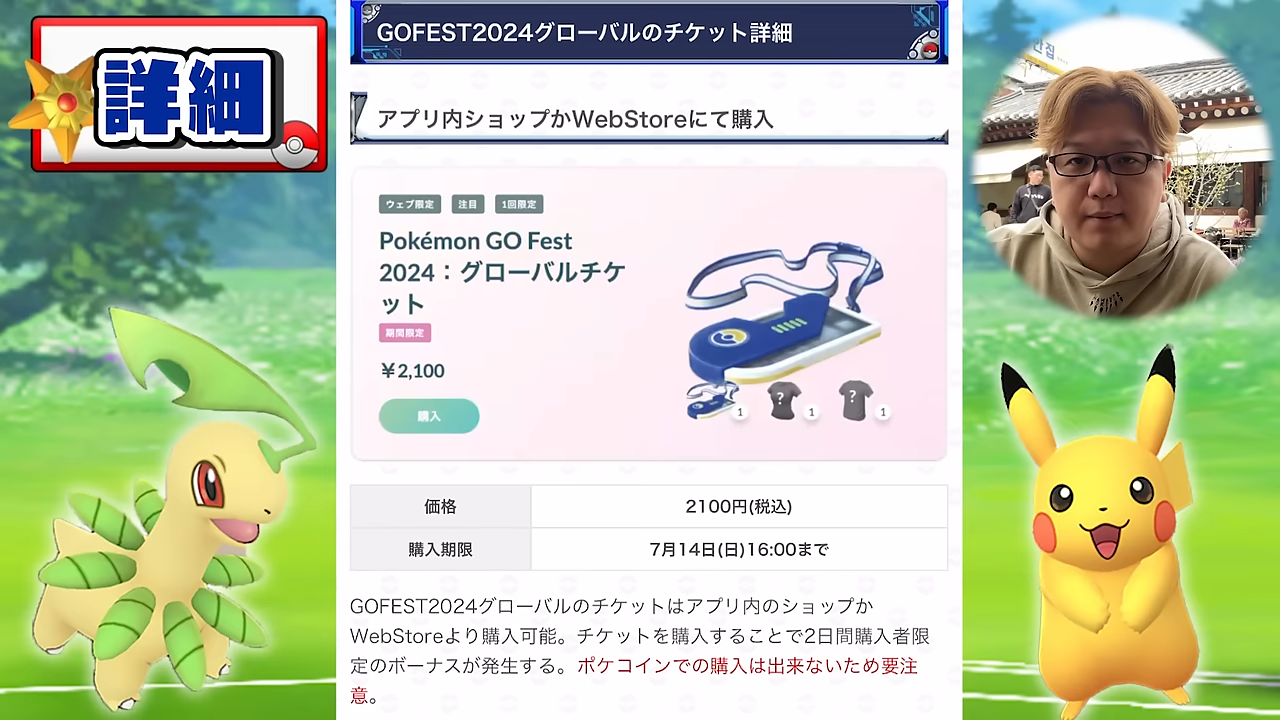 詳細
GOFEST2024グローバルのチケット詳細
アプリ内ショップかWebStoreにて購入
ウェブ限定 注目 1回限定
Pokémon GO Fest
2024：グローバルチケ
ット
期間限定
￥2,100
購入
? 1 ? 1 1
価格 2100円(税込)
購入期限 7月14日(日)16:00まで
GOFEST2024グローバルのチケットはアプリ内のショップか
WebStoreより購入可能。チケットを購入することで2日間購入者限
定のボーナスが発生する。ポケコインでの購入は出来ないため要注
意。